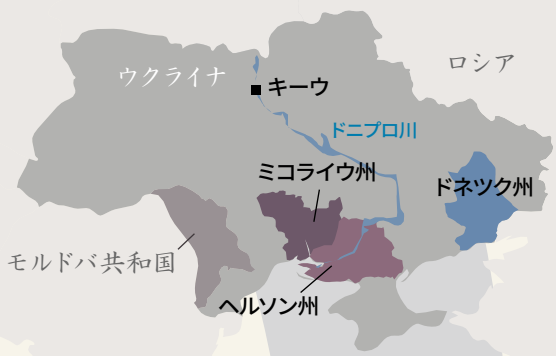 ロシア
ウクライナ
キーウ
ドニプロ川
ミコライウ州
ドネツク州
モルドバ共和国
ヘルソン州